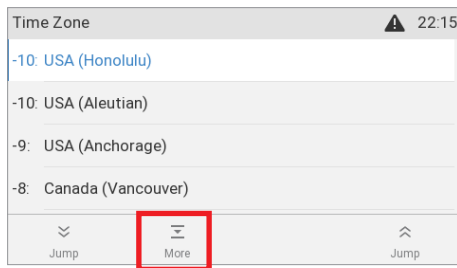 Time Zone 22:15
-10: USA (Honolulu)
-10: USA (Aleutian)
-9: USA (Anchorage)
-8: Canada (Vancouver)
Jump More Jump